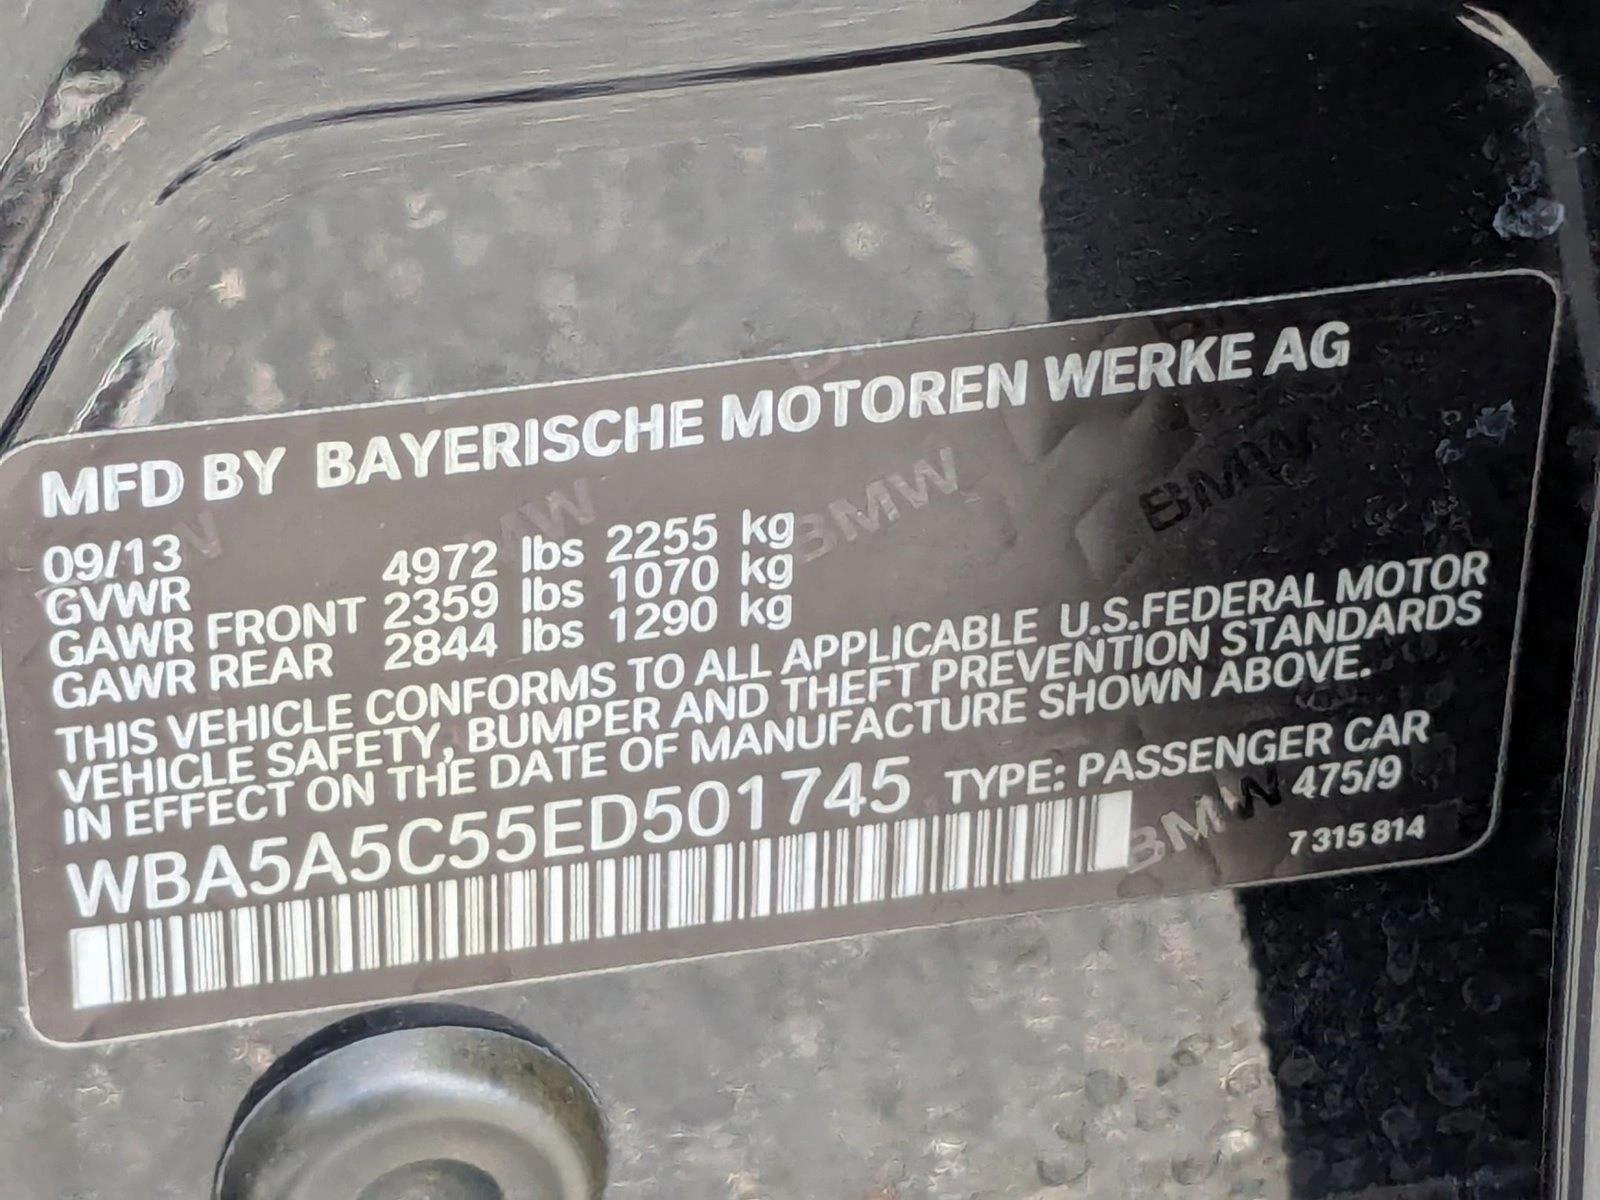 MFD BY BAYERISCHE MOTOREN WERKE AG
09/13
GVWR 4972 lbs 2255 kg
GAWR FRONT 2359 lbs 1070 kg
GAWR REAR 2844 lbs 1290 kg
THIS VEHICLE CONFORMS TO ALL APPLICABLE U.S.FEDERAL MOTOR
VEHICLE SAFETY, BUMPER AND THEFT PREVENTION STANDARDS
IN EFFECT ON THE DATE OF MANUFACTURE SHOWN ABOVE.
WBA5A5C55ED501745 TYPE: PASSENGER CAR
475/9
7 315 814
BMW
BMW
BMW